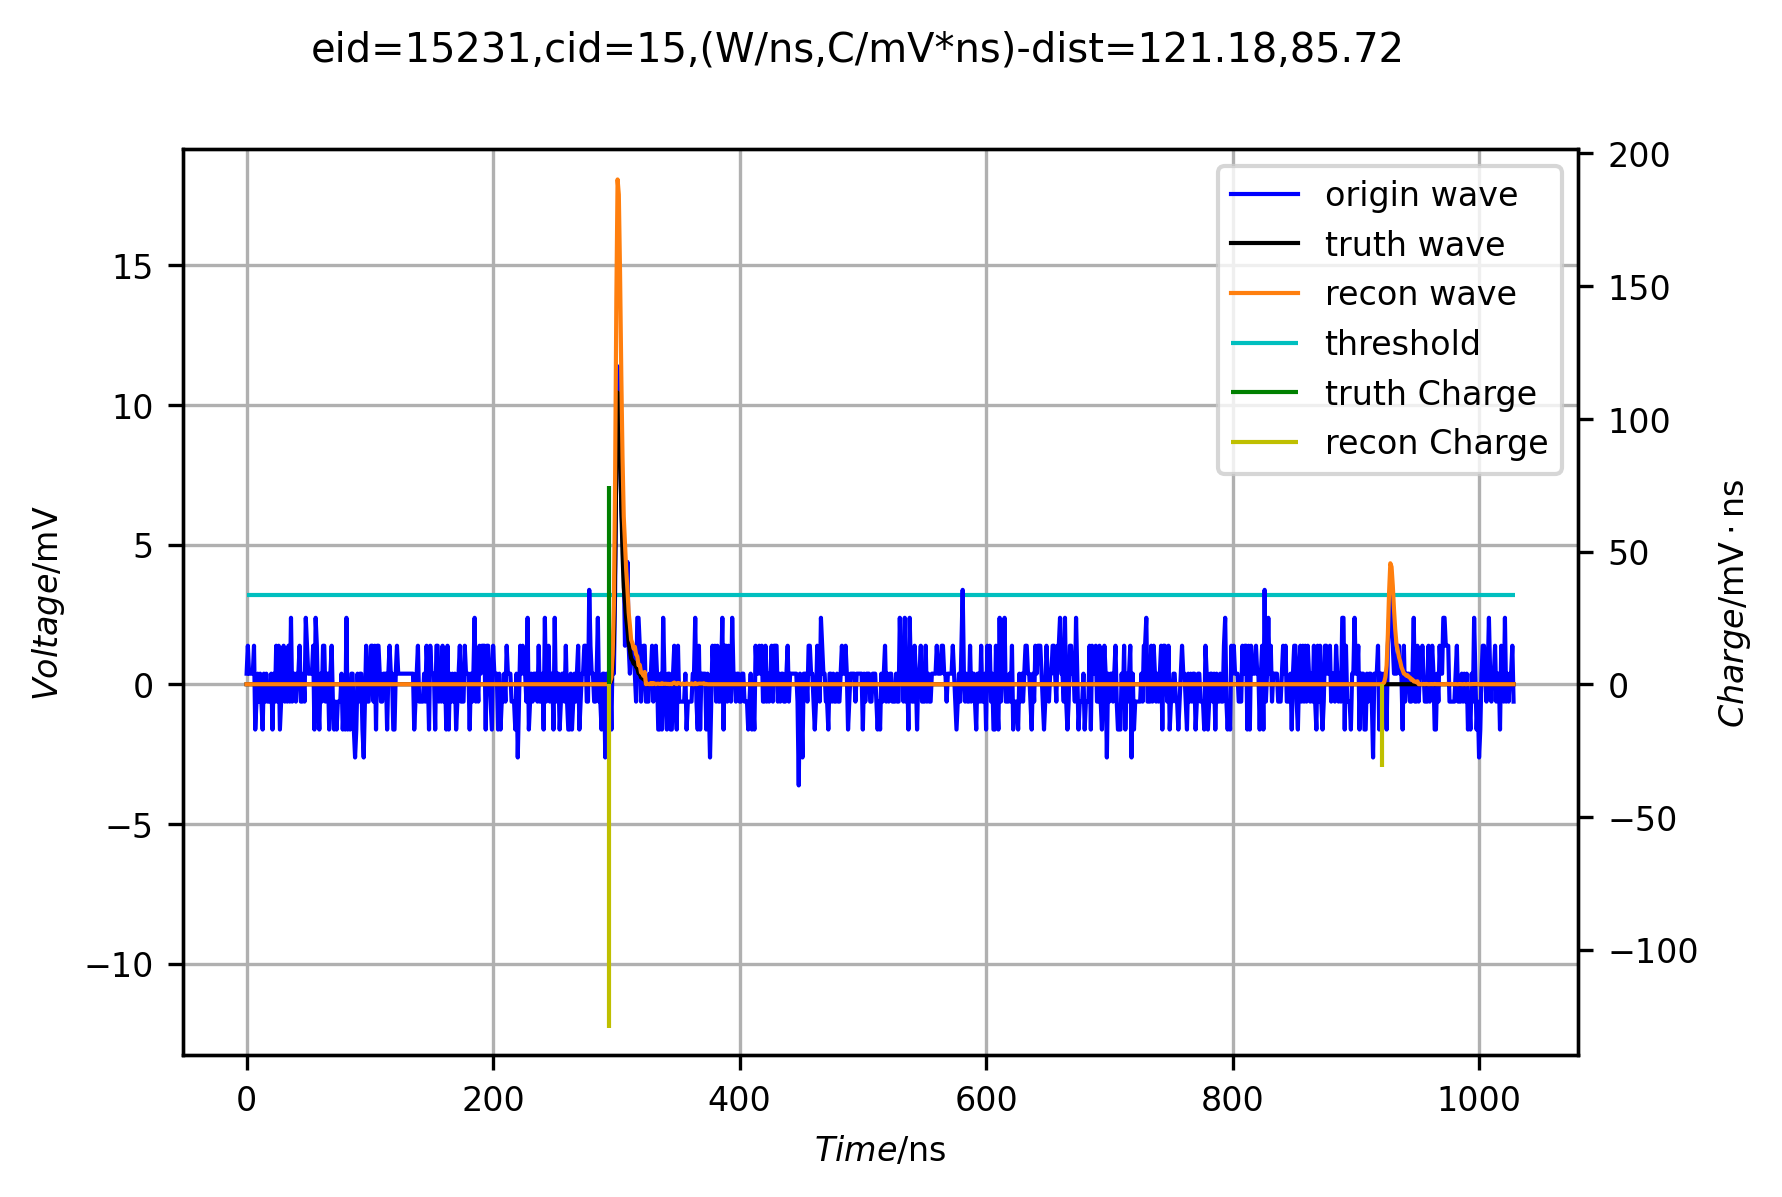 eid=15231,cid=15,(W/ns,C/mV*ns)-dist=121.18,85.72
origin wave
truth wave
recon wave
threshold
truth Charge
recon Charge
15
10
5
0
−5
−10
Voltage/mV
200
150
100
50
0
−50
−100
Charge/mV·ns
0 200 400 600 800 1000
Time/ns